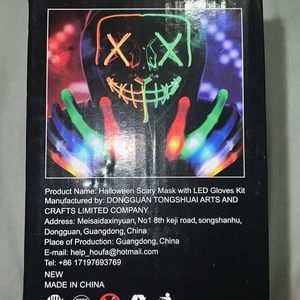 Product Name: Halloween Scary Mask with LED Gloves Kit
Manufactured by: DONGGUAN TONGSHUAI ARTS AND
CRAFTS LIMITED COMPANY
Address: Meisaidaxinyuan, No1 8th keji road, songshanhu,
Dongguan, Guangdong, China
Place of Production: Guangdong, China
E-mail: help_houfa@hotmail.com
Tel: +86 17197693769
NEW
MADE IN CHINA